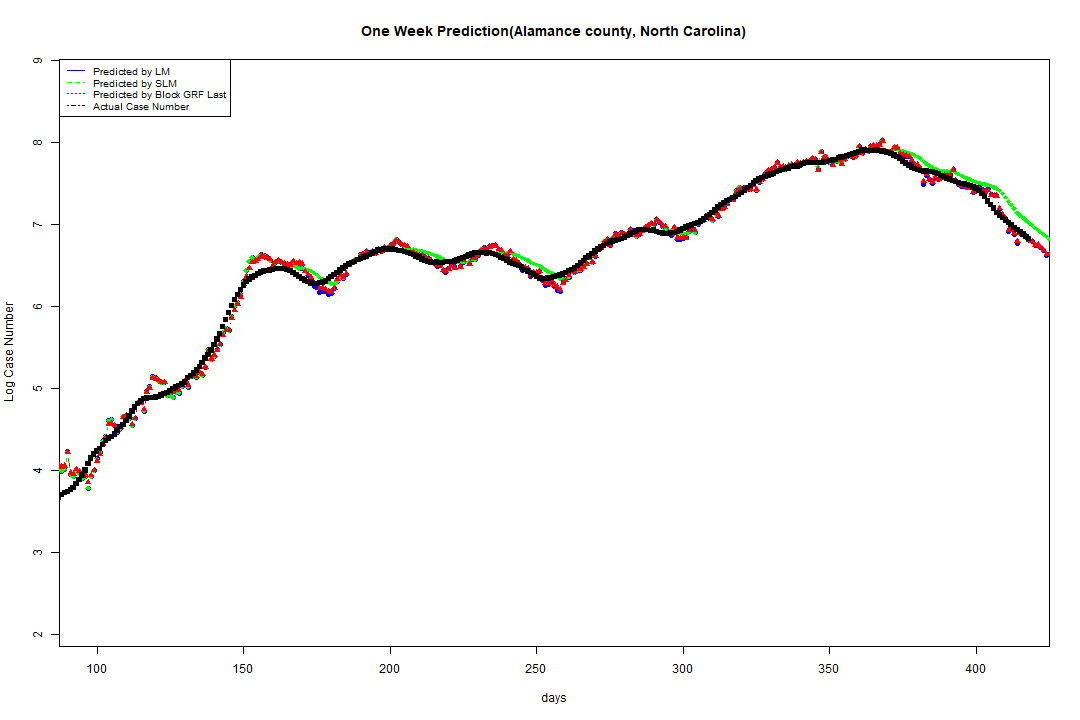 One Week Prediction(Alamance county, North Carolina)
Predicted by LM
Predicted by SLM
Predicted by Block GRF Last
Actual Case Number
9
8
7
6
5
4
3
2
Log Case Number
100 150 200 250 300 350 400
days